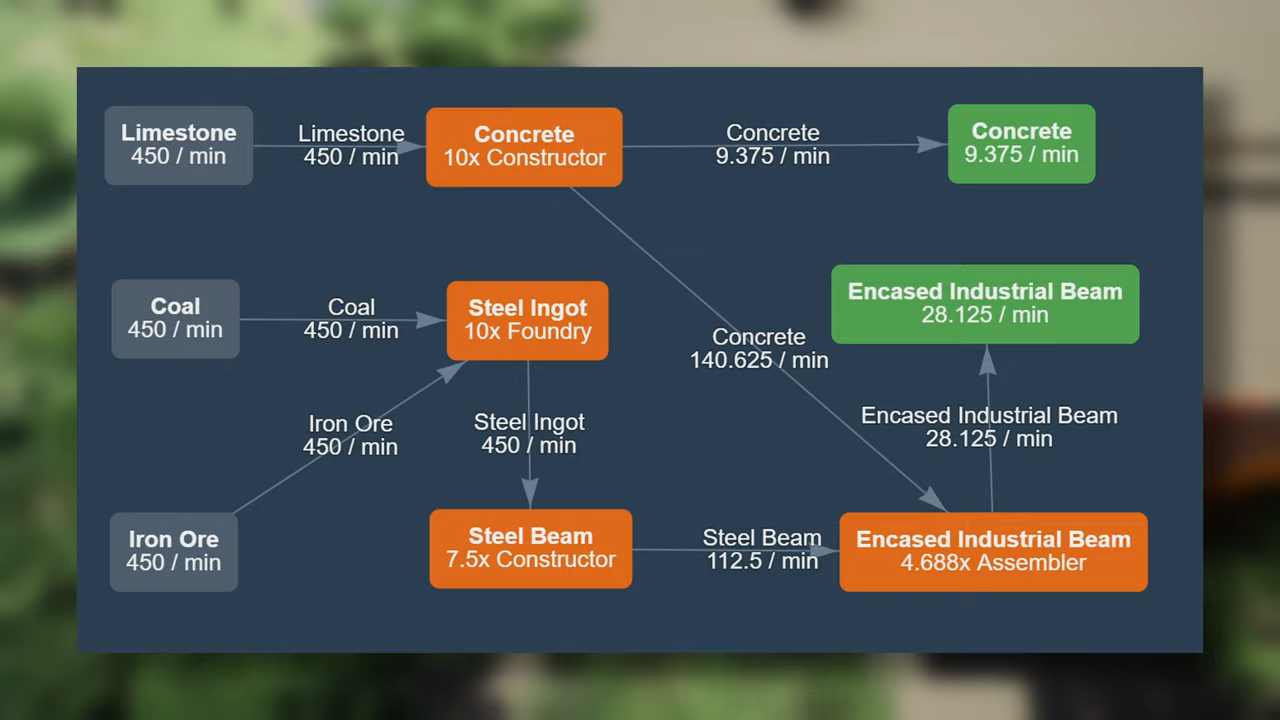 Limestone
450 / min
Limestone
450 / min
Concrete
10x Constructor
Concrete
9.375 / min
Concrete
9.375 / min
Coal
450 / min
Coal
450 / min
Steel Ingot
10x Foundry
Encased Industrial Beam
28.125 / min
Concrete
140.625 / min
Iron Ore
450 / min
Steel Ingot
450 / min
Encased Industrial Beam
28.125 / min
Iron Ore
450 / min
Steel Beam
7.5x Constructor
Steel Beam
112.5 / min
Encased Industrial Beam
4.688x Assembler